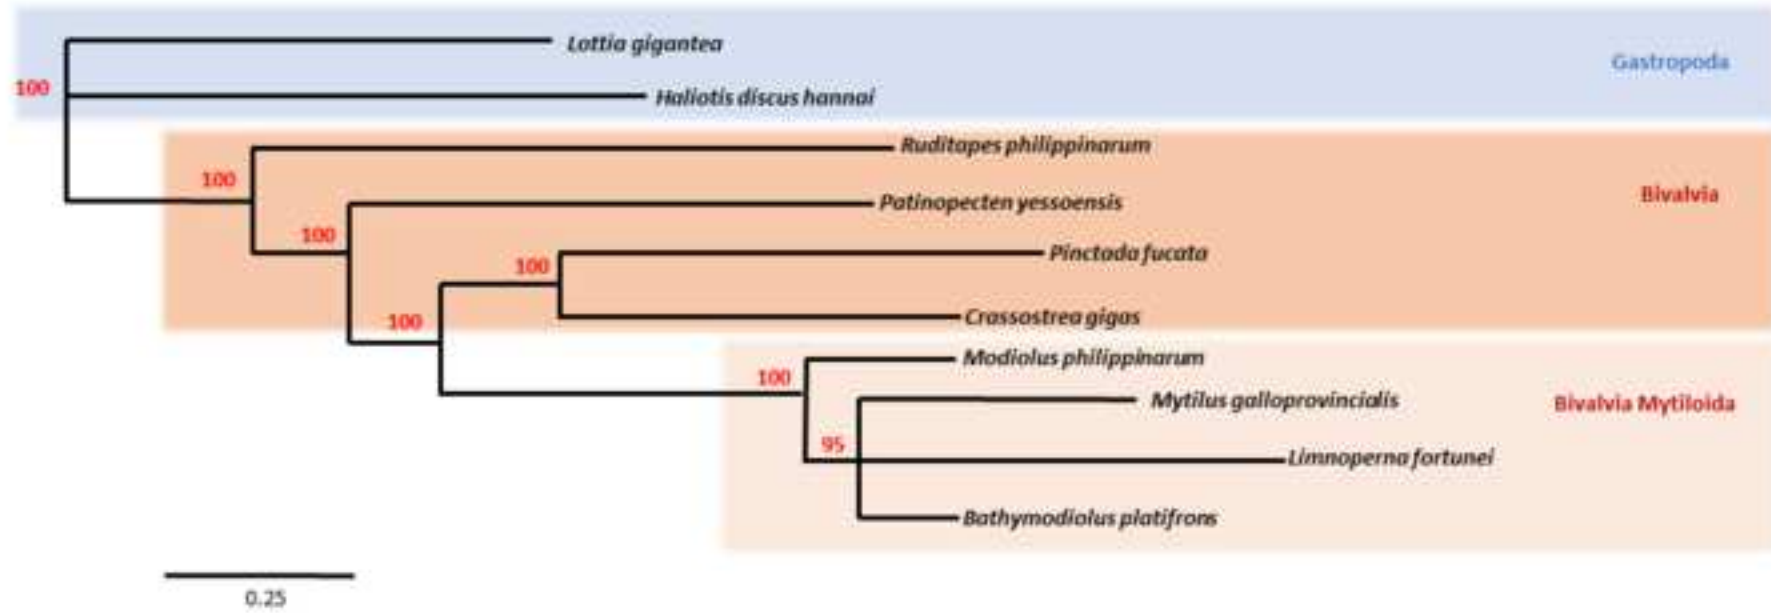 Lottia gigantea
Gastropoda
100
Haliotis discus hannai
Ruditapes philippinarum
100
Bivalvia
Patinopecten yessoensis
100
Pinctada fucata
100
Crassostrea gigas
100
Modiolus philippinarum
100
Mytilus galloprovincialis
Bivalvia Mytiloida
95
Limnoperna fortunei
Bathymodiolus platifrons
0.25